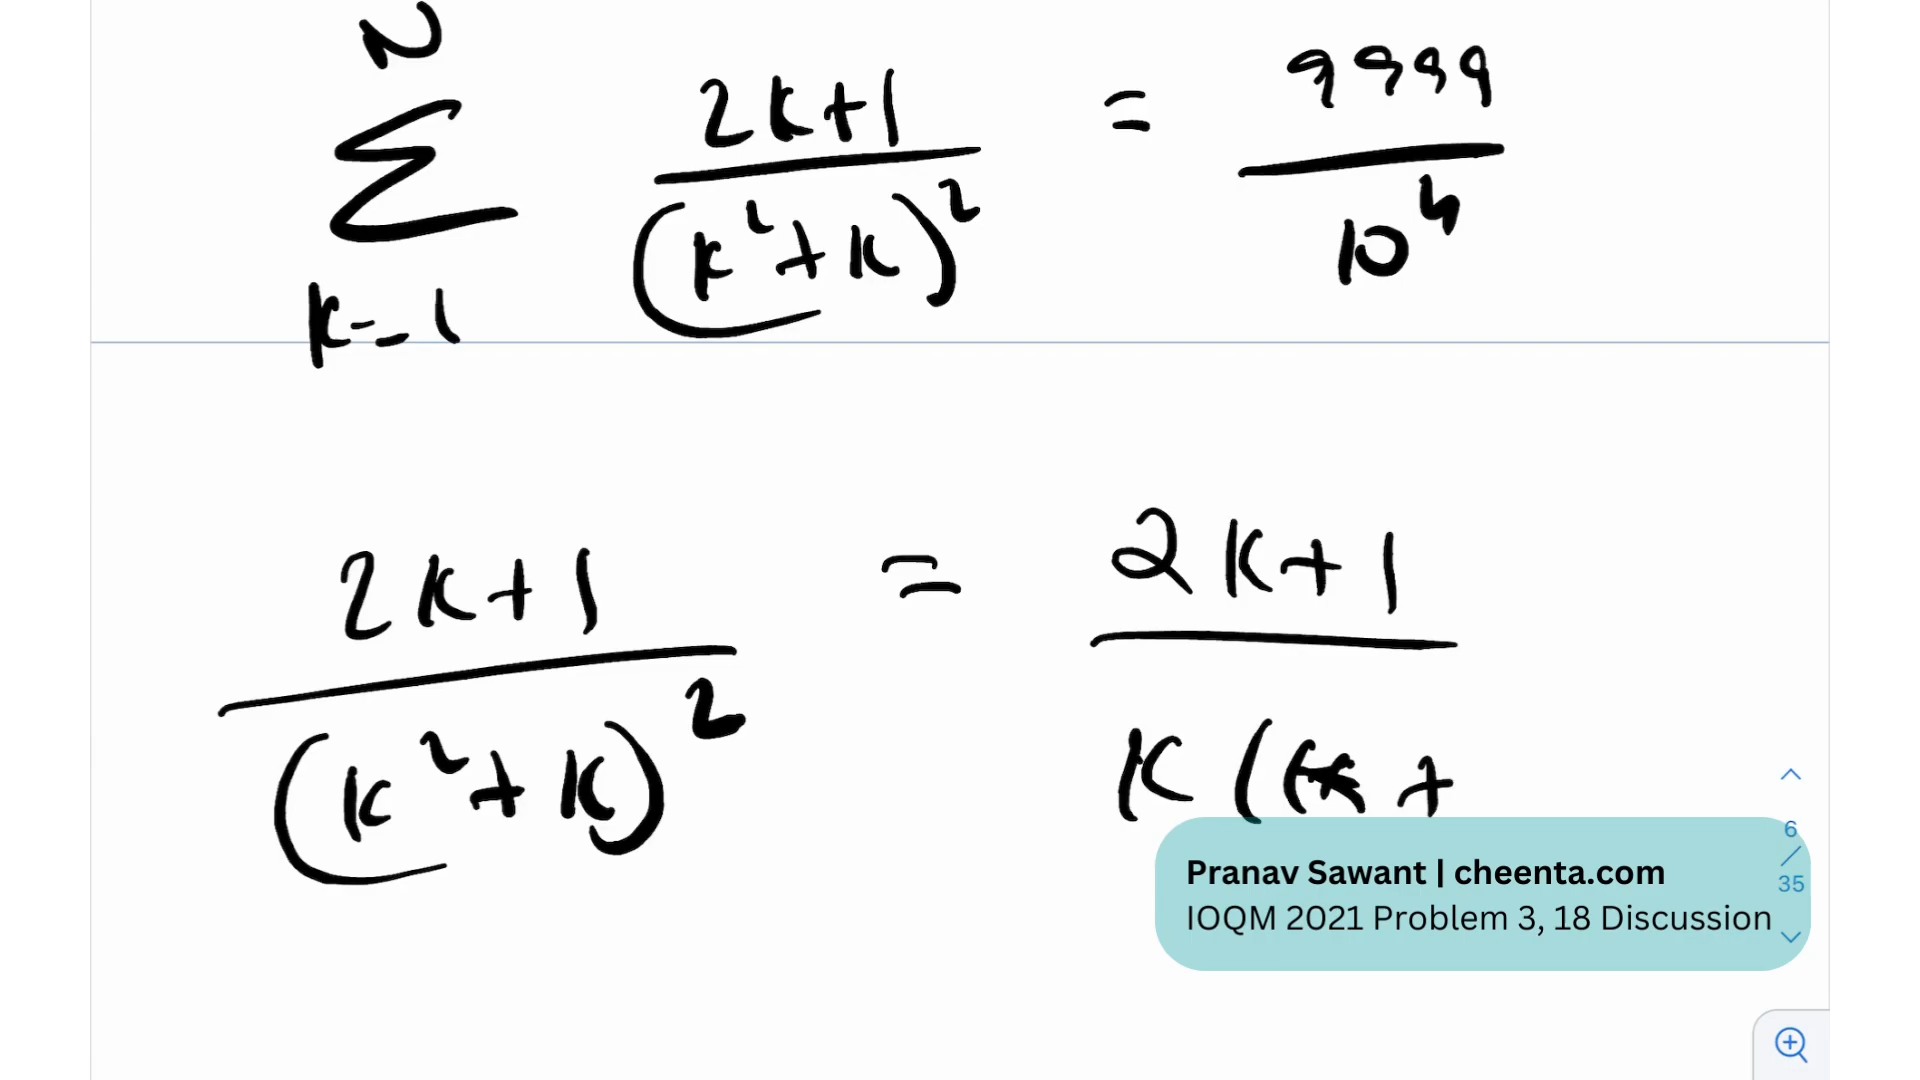 N
∑ 2k+1 / (k²+k)² = 9999 / 10⁴
k=1
2k+1 / (k²+k)² = 2k+1 / k((k+
Pranav Sawant | cheenta.com
IOQM 2021 Problem 3, 18 Discussion
6
/
35